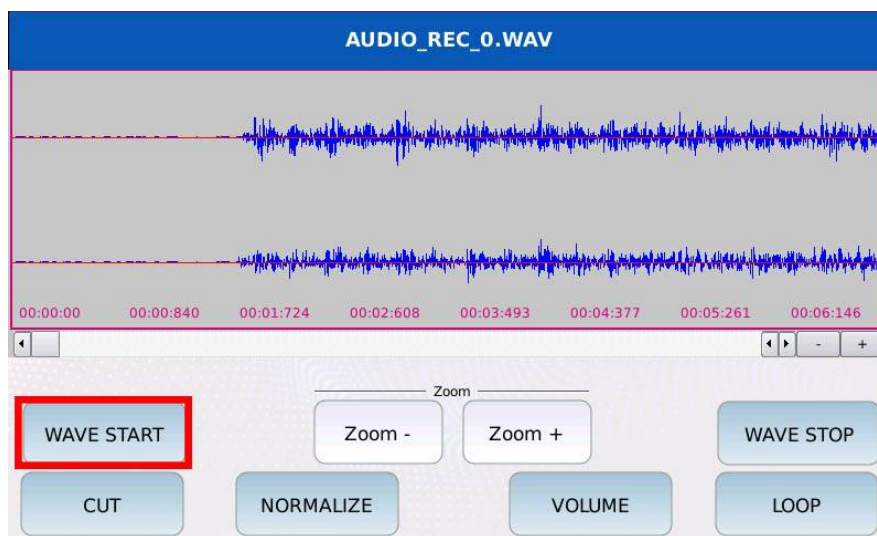 AUDIO_REC_0.WAV
00:00:00 00:00:840 00:01:724 00:02:608 00:03:493 00:04:377 00:05:261 00:06:146
- +
Zoom
WAVE START Zoom - Zoom + WAVE STOP
CUT NORMALIZE VOLUME LOOP